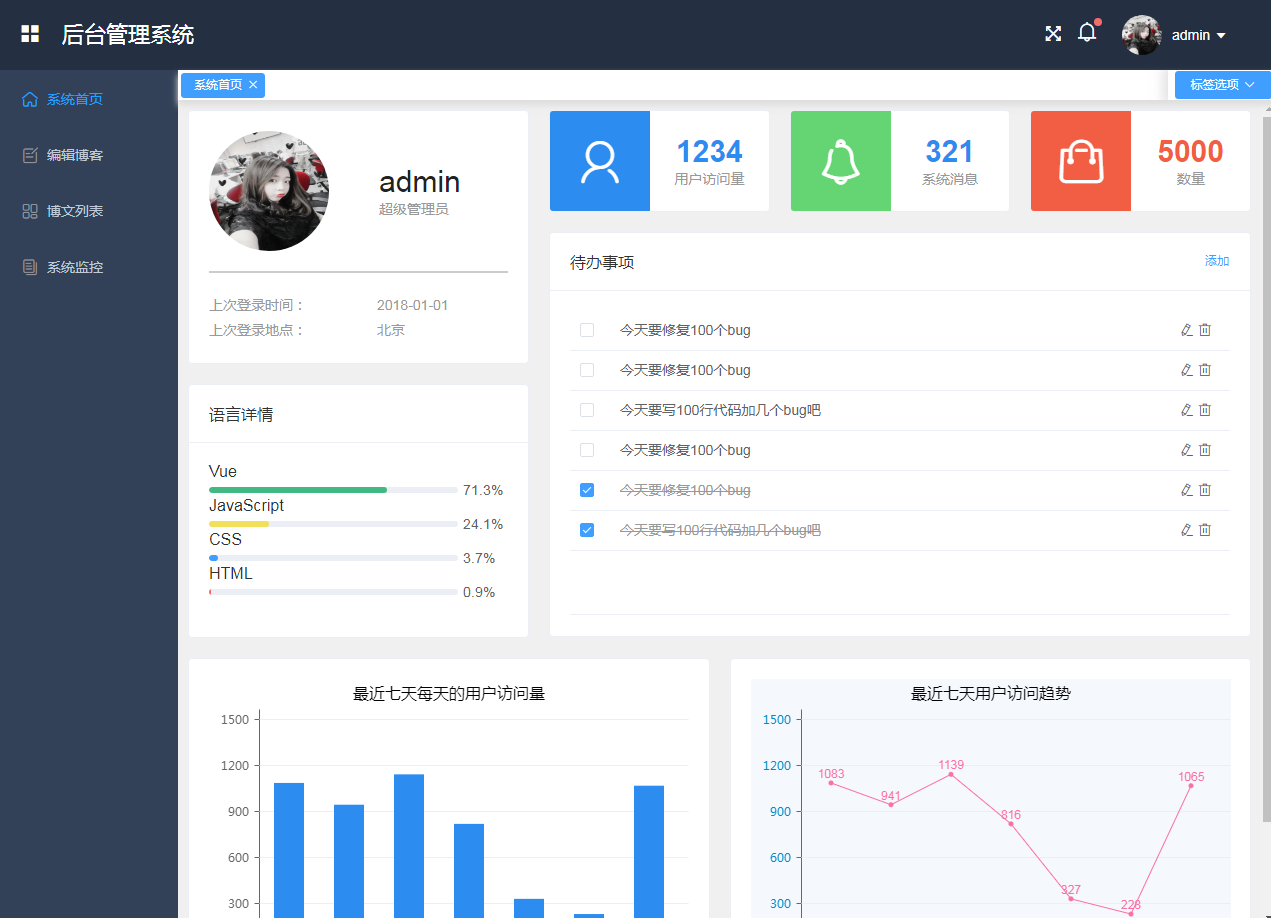 后台管理系统
admin
系统首页
编辑博客
博文列表
系统监控
系统首页
标签选项
admin
超级管理员
上次登录时间：
2018-01-01
上次登录地点：
北京
1234
用户访问量
321
系统消息
5000
数量
语言详情
Vue
71.3%
JavaScript
24.1%
CSS
3.7%
HTML
0.9%
待办事项
添加
今天要修复100个bug
今天要修复100个bug
今天要写100行代码加几个bug吧
今天要修复100个bug
今天要修复100个bug
今天要写100行代码加几个bug吧
最近七天每天的用户访问量
1500
1200
900
600
300
最近七天用户访问趋势
1500
1200
900
600
300
1083
941
1139
816
327
228
1065